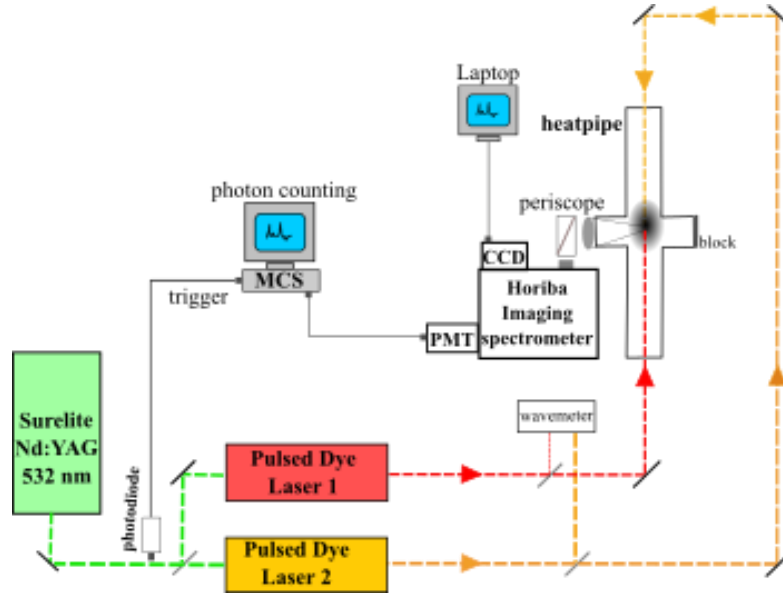 Laptop
heatpipe
photon counting
periscope
block
CCD
MCS
trigger
Horiba
Imaging
spectrometer
PMT
Surelite
Nd:YAG
532 nm
wavemeter
photodiode
Pulsed Dye
Laser 1
Pulsed Dye
Laser 2